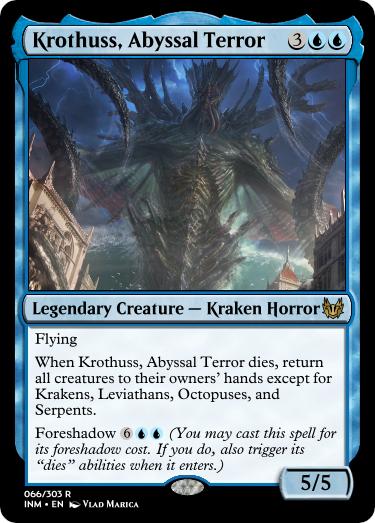 Krothuss, Abyssal Terror 3
Legendary Creature — Kraken Horror
Flying
When Krothuss, Abyssal Terror dies, return
all creatures to their owners' hands except for
Krakens, Leviathans, Octopuses, and
Serpents.
Foreshadow 6 (You may cast this spell for
its foreshadow cost. If you do, also trigger its
"dies" abilities when it enters.)
5/5
066/303 R
INM • EN Vlad Marica